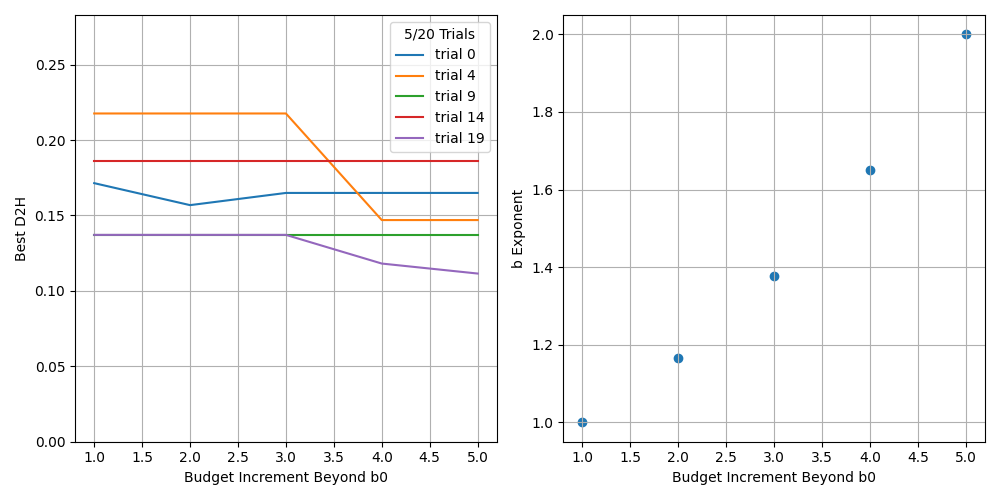 5/20 Trials
trial 0
trial 4
trial 9
trial 14
trial 19
0.25
0.20
0.15
0.10
0.05
0.00
Best D2H
1.0 1.5 2.0 2.5 3.0 3.5 4.0 4.5 5.0
Budget Increment Beyond b0
2.0
1.8
1.6
1.4
1.2
1.0
b Exponent
1.0 1.5 2.0 2.5 3.0 3.5 4.0 4.5 5.0
Budget Increment Beyond b0